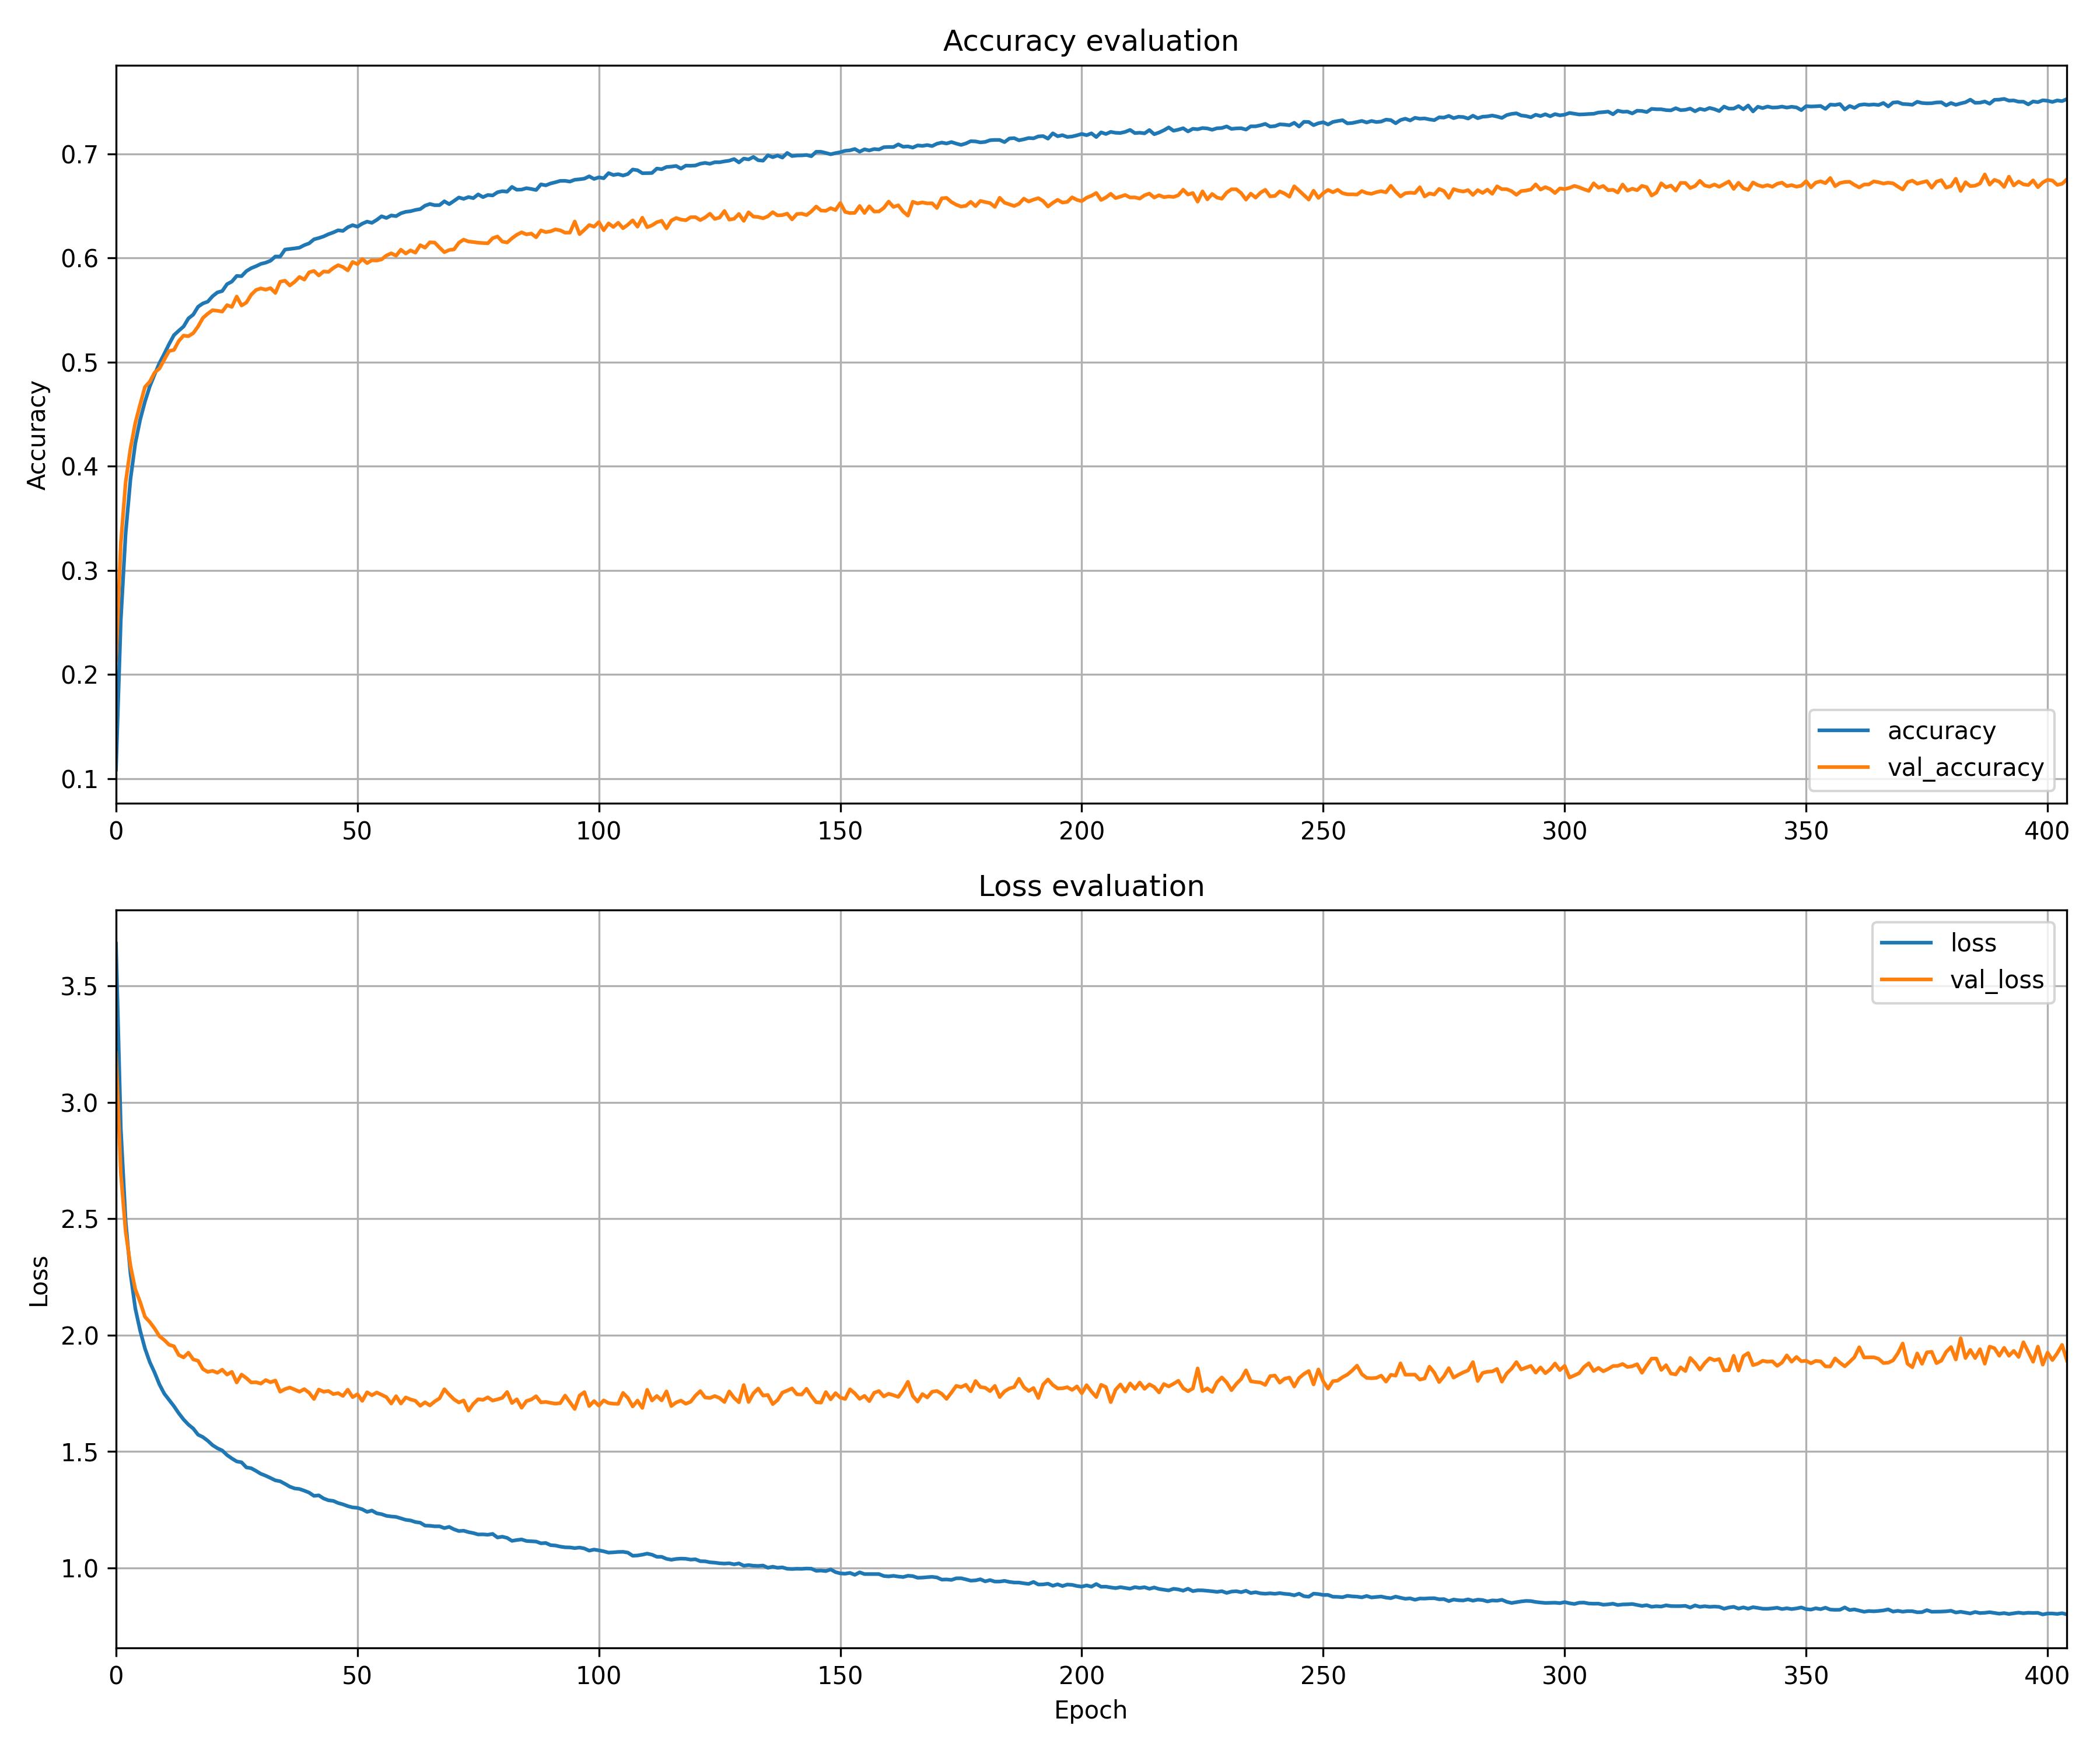 Accuracy evaluation
Accuracy
0.7
0.6
0.5
0.4
0.3
0.2
0.1
accuracy
val_accuracy
0 50 100 150 200 250 300 350 400
Loss evaluation
Loss
3.5
3.0
2.5
2.0
1.5
1.0
loss
val_loss
0 50 100 150 200 250 300 350 400
Epoch